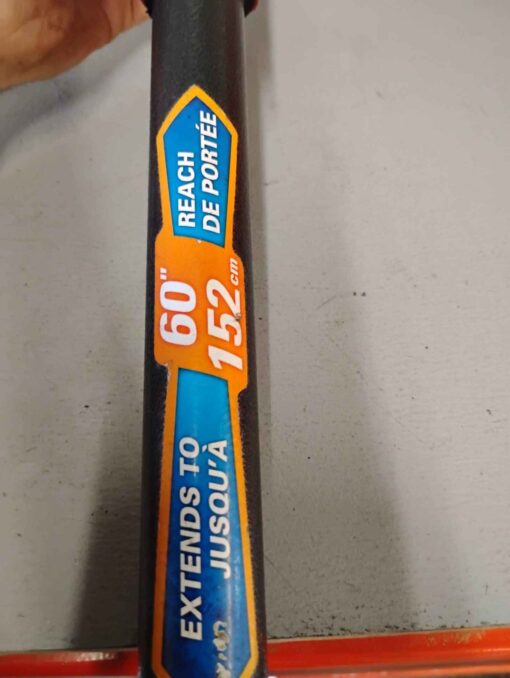 EXTENDS TO 60" REACH
JUSQU'À 152 cm DE PORTÉE